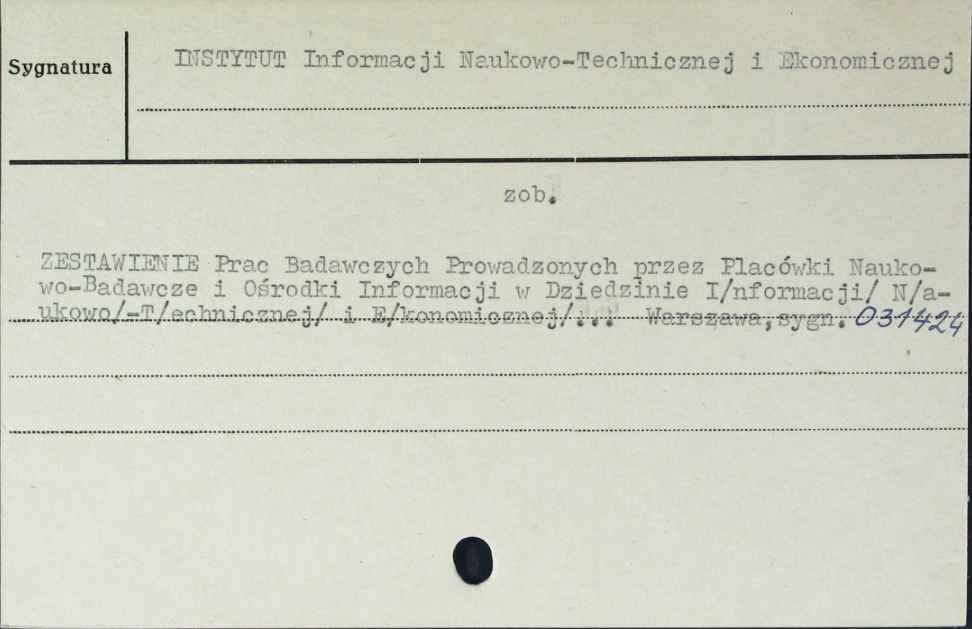 Sygnatura
INSTYTUT Informacji Naukowo-Technicznej i Ekonomicznej
zob.
ZESTAWIENIE Prac Badawczych Prowadzonych przez Placówki Nauko-
wo-Badawcze i Ośrodki Informacji w Dziedzinie I/nformacji/ N/a-
ukowo/-T/echnicznej/ i E/konomicznej/... Warszawa,sygn. 031424